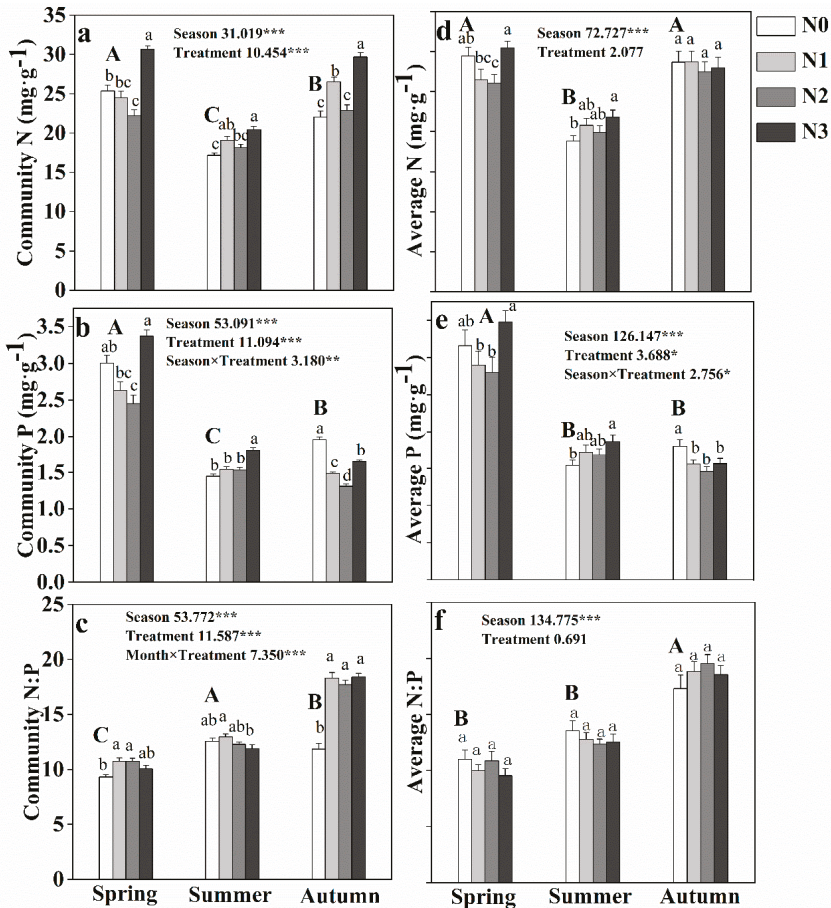 a
Season 31.019***
Treatment 10.454***
Community N (mg·g-1)
35
30
25
20
15
10
5
0
A
b
bc
c
a
C
c
ab
bc
a
B
c
b
c
a
d
Season 72.727***
Treatment 2.077
Average N (mg·g-1)
A
ab
bc
c
a
B
b
ab
ab
a
A
a
a
a
a
N0
N1
N2
N3
b
Season 53.091***
Treatment 11.094***
Season×Treatment 3.180**
Community P (mg·g-1)
3.5
3.0
2.5
2.0
1.5
1.0
0.5
0.0
A
ab
bc
c
a
C
b
b
b
a
B
a
c
d
b
e
Season 126.147***
Treatment 3.688*
Season×Treatment 2.756*
Average P (mg·g-1)
A
ab
b
b
a
B
b
ab
ab
a
B
a
b
b
b
c
Season 53.772***
Treatment 11.587***
Month×Treatment 7.350***
Community N:P
25
20
15
10
5
0
C
b
a
a
ab
A
ab
a
ab
b
B
b
a
a
a
Spring
Summer
Autumn
f
Season 134.775***
Treatment 0.691
Average N:P
B
a
a
a
a
B
a
a
a
a
A
a
a
a
a
Spring
Summer
Autumn